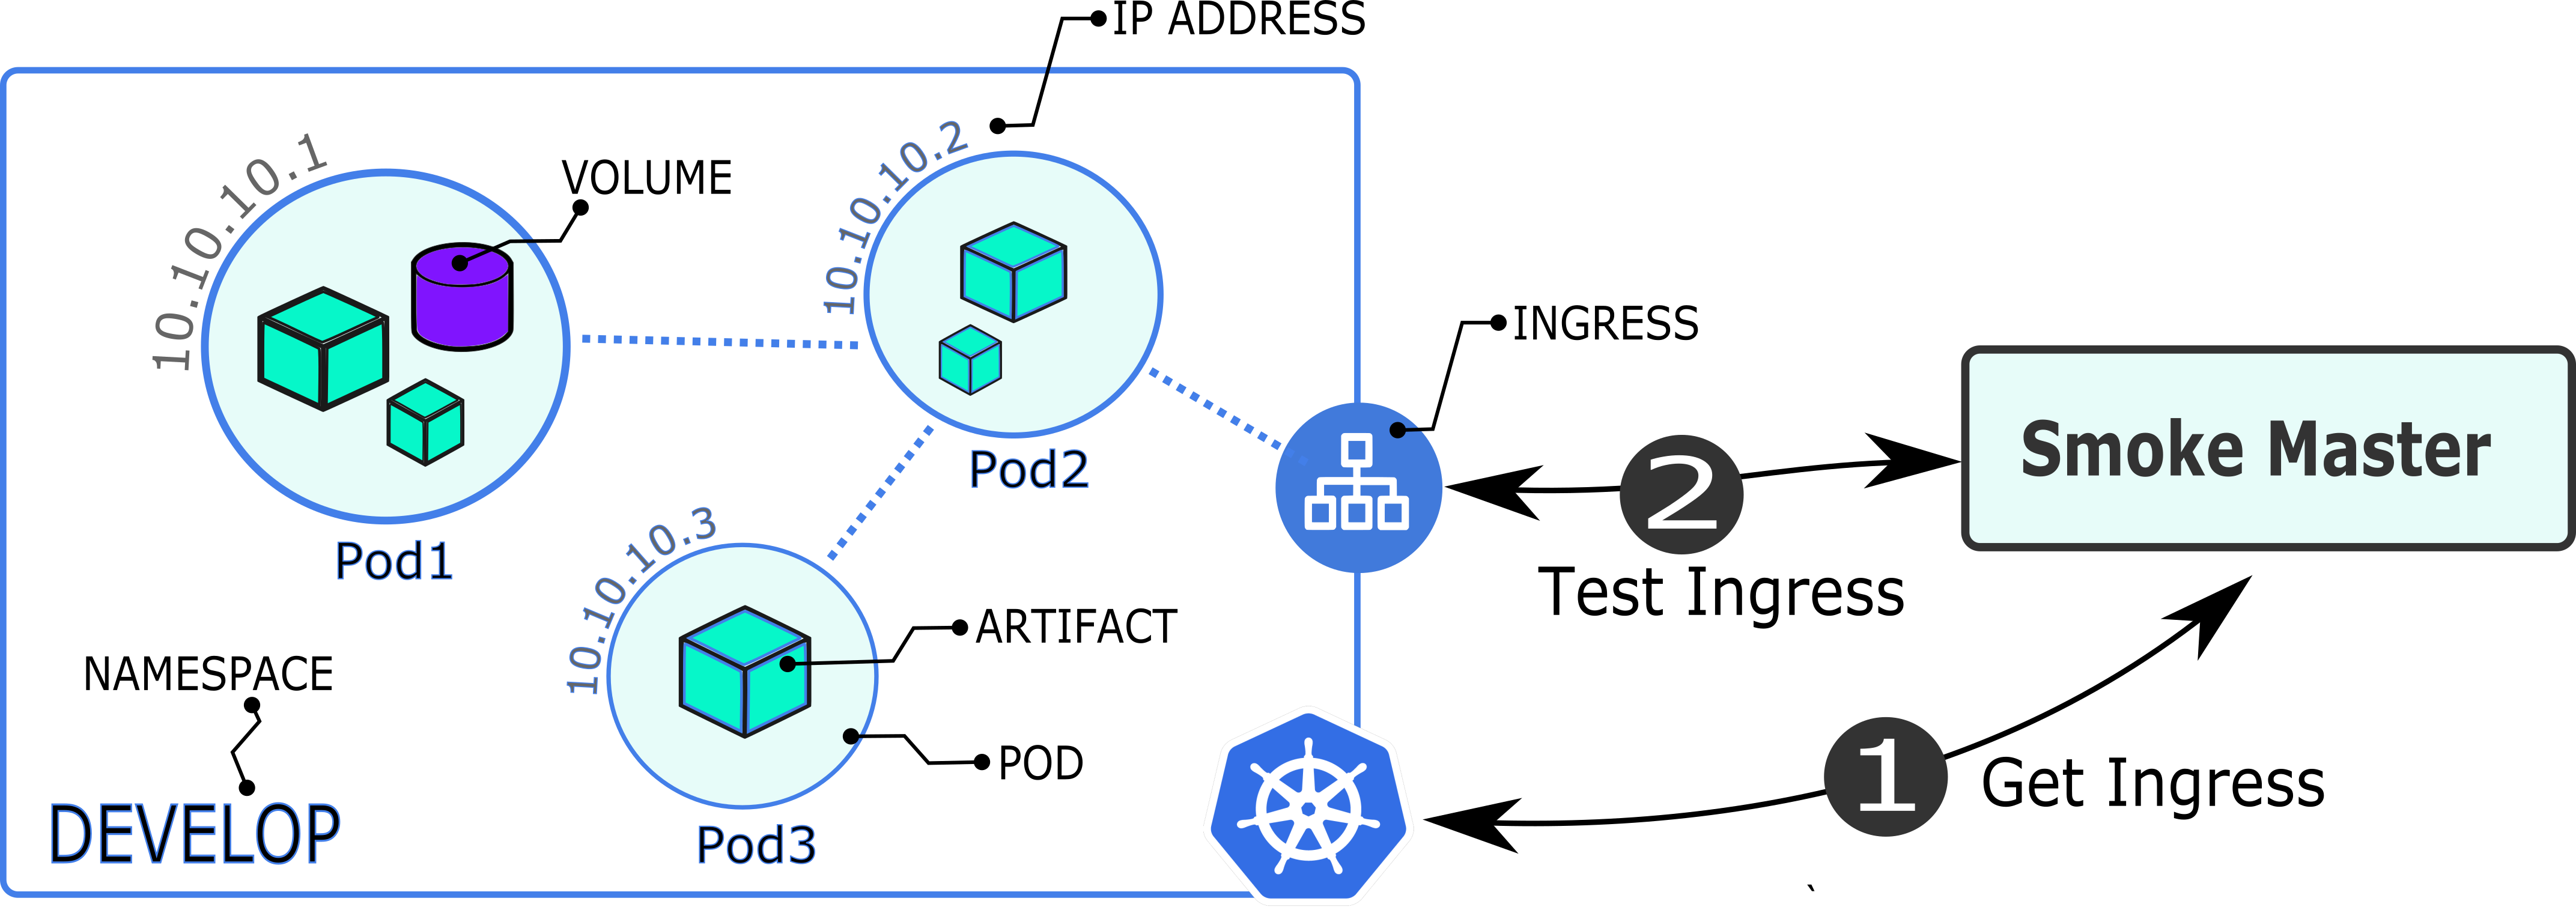 IP ADDRESS
10.10.10.1
VOLUME
10.10.10.2
INGRESS
Smoke Master
2
Pod2
Pod1
Test Ingress
10.10.10.3
ARTIFACT
NAMESPACE
POD
1
Get Ingress
DEVELOP
Pod3
`